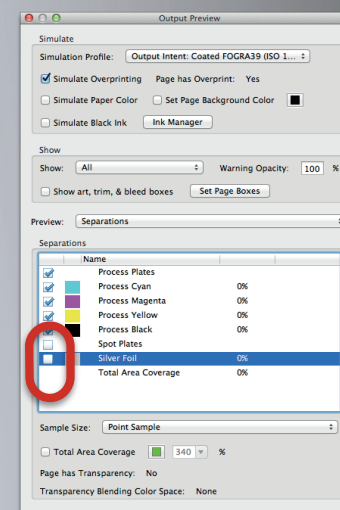 Output Preview
Simulate
Simulation Profile: Output Intent: Coated FOGRA39 (ISO 1...
Simulate Overprinting Page has Overprint: Yes
Simulate Paper Color Set Page Background Color
Simulate Black Ink Ink Manager
Show
Show: All Warning Opacity: 100 %
Show art, trim, & bleed boxes Set Page Boxes
Preview: Separations
Separations
Name
Process Plates
Process Cyan 0%
Process Magenta 0%
Process Yellow 0%
Process Black 0%
Spot Plates
Silver Foil 0%
Total Area Coverage 0%
Sample Size: Point Sample
Total Area Coverage 340 %
Page has Transparency: No
Transparency Blending Color Space: None